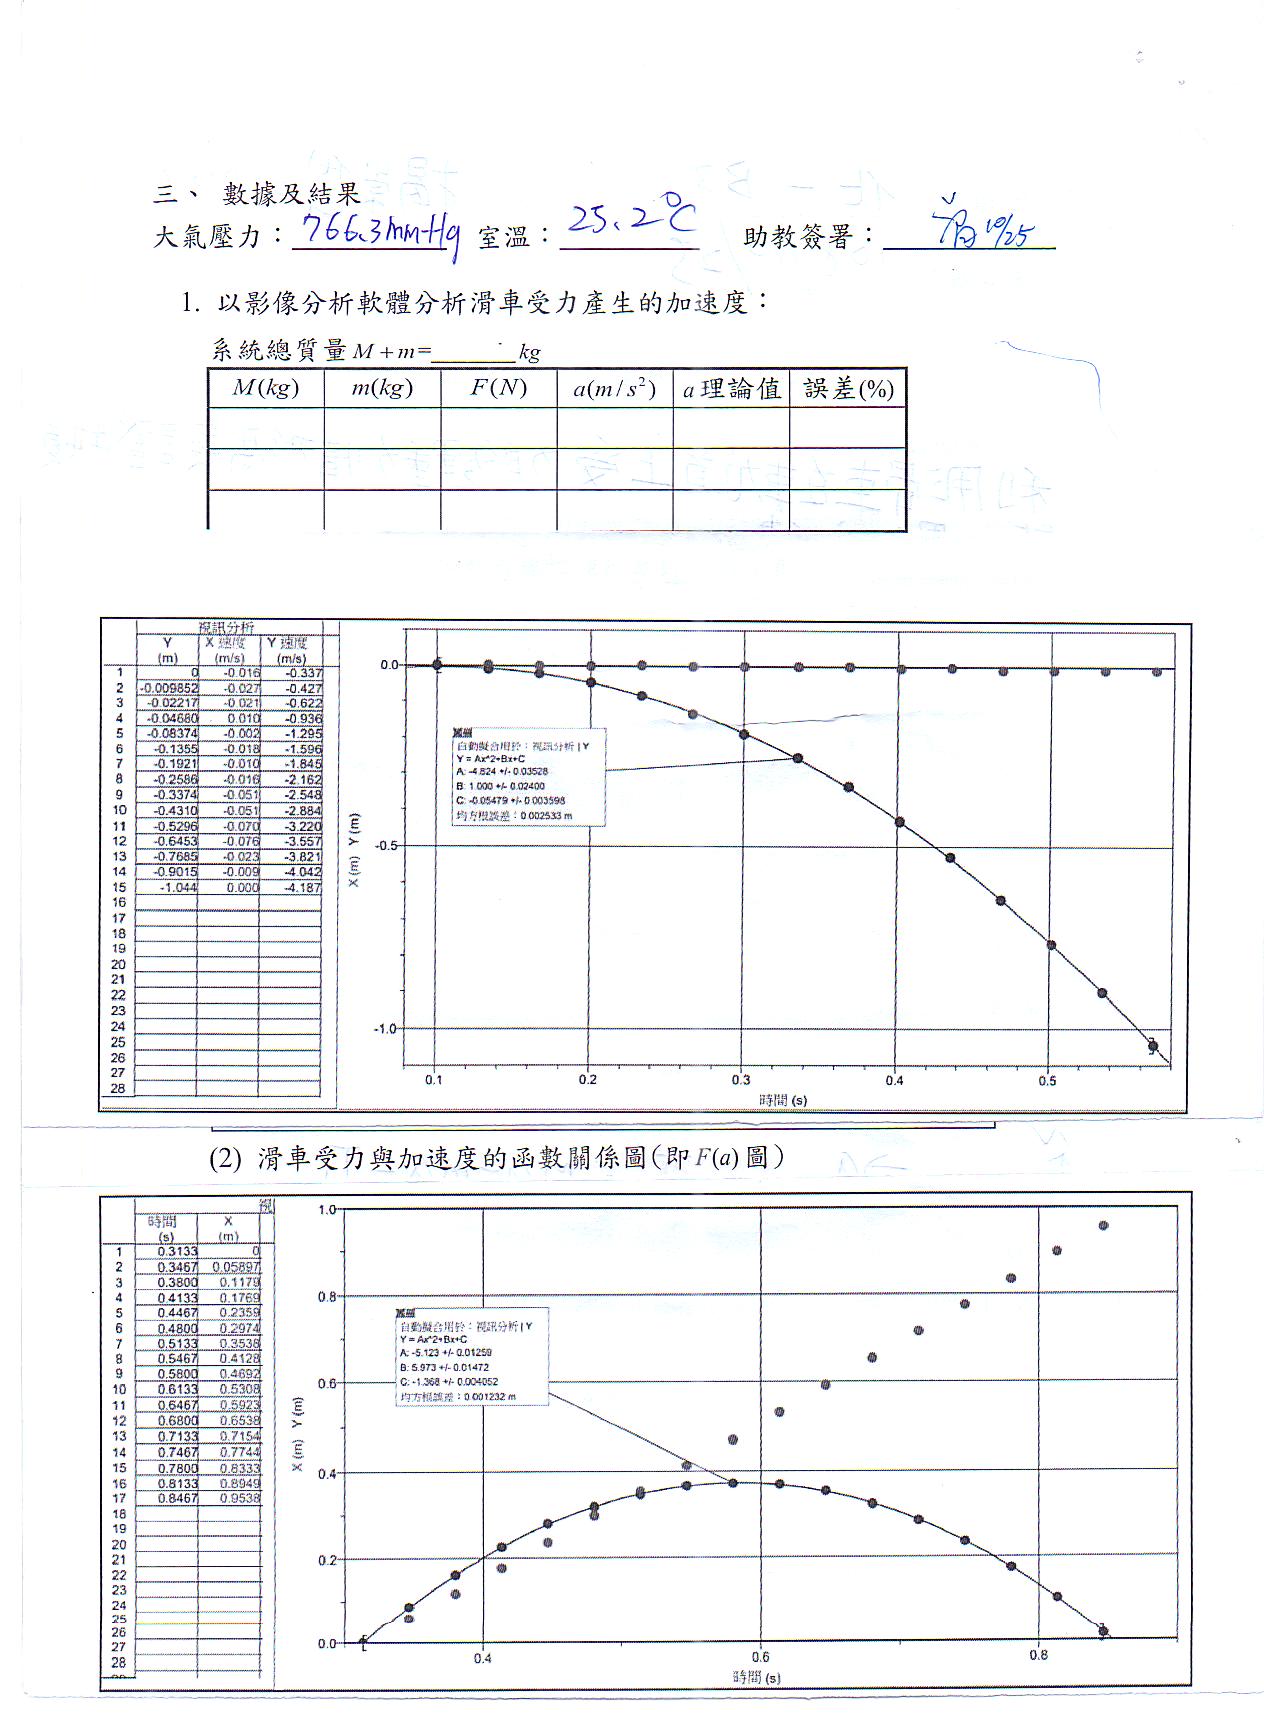 三、 數據及結果
大氣壓力：766.3mm-Hg 室溫：25.2℃ 助教簽署：10/25
1. 以影像分析軟體分析滑車受力產生的加速度：
系統總質量M+m=______kg
M(kg) m(kg) F(N) a(m/s²) a理論值 誤差(%)
視訊分析
Y X 速度 Y 速度
(m) (m/s) (m/s)
1 0 -0.016 -0.337
2 -0.009852 -0.027 -0.427
3 -0.02217 -0.021 -0.622
4 -0.04680 0.010 -0.936
5 -0.08374 -0.002 -1.295
6 -0.1355 -0.018 -1.596
7 -0.1921 -0.010 -1.845
8 -0.2586 -0.016 -2.162
9 -0.3374 -0.051 -2.548
10 -0.4310 -0.051 -2.884
11 -0.5296 -0.070 -3.220
12 -0.6453 -0.076 -3.557
13 -0.7685 -0.023 -3.821
14 -0.9015 -0.009 -4.042
15 -1.044 0.000 -4.187
16
17
18
19
20
21
22
23
24
25
26
27
28
X (m) Y (m)
0.0
-0.5
-1.0
自動擬合用於：視訊分析 | Y
Y = Ax^2+Bx+C
A: -4.824 +/- 0.03528
B: 1.000 +/- 0.02400
C: -0.05479 +/- 0.003598
均方根誤差：0.002533 m
0.1 0.2 0.3 0.4 0.5
時間 (s)
(2) 滑車受力與加速度的函數關係圖(即F(a)圖)
視
時間 X
(s) (m)
1 0.3133 0
2 0.3467 0.05897
3 0.3800 0.1179
4 0.4133 0.1769
5 0.4467 0.2359
6 0.4800 0.2974
7 0.5133 0.3538
8 0.5467 0.4128
9 0.5800 0.4692
10 0.6133 0.5308
11 0.6467 0.5923
12 0.6800 0.6538
13 0.7133 0.7154
14 0.7467 0.7744
15 0.7800 0.8333
16 0.8133 0.8949
17 0.8467 0.9538
18
19
20
21
22
23
24
25
26
27
28
X (m) Y (m)
1.0
0.8
0.6
0.4
0.2
0.0
自動擬合用於：視訊分析 | Y
Y = Ax^2+Bx+C
A: -5.123 +/- 0.01259
B: 5.973 +/- 0.01472
C: -1.368 +/- 0.004052
均方根誤差：0.001232 m
0.4 0.6 0.8
時間 (s)